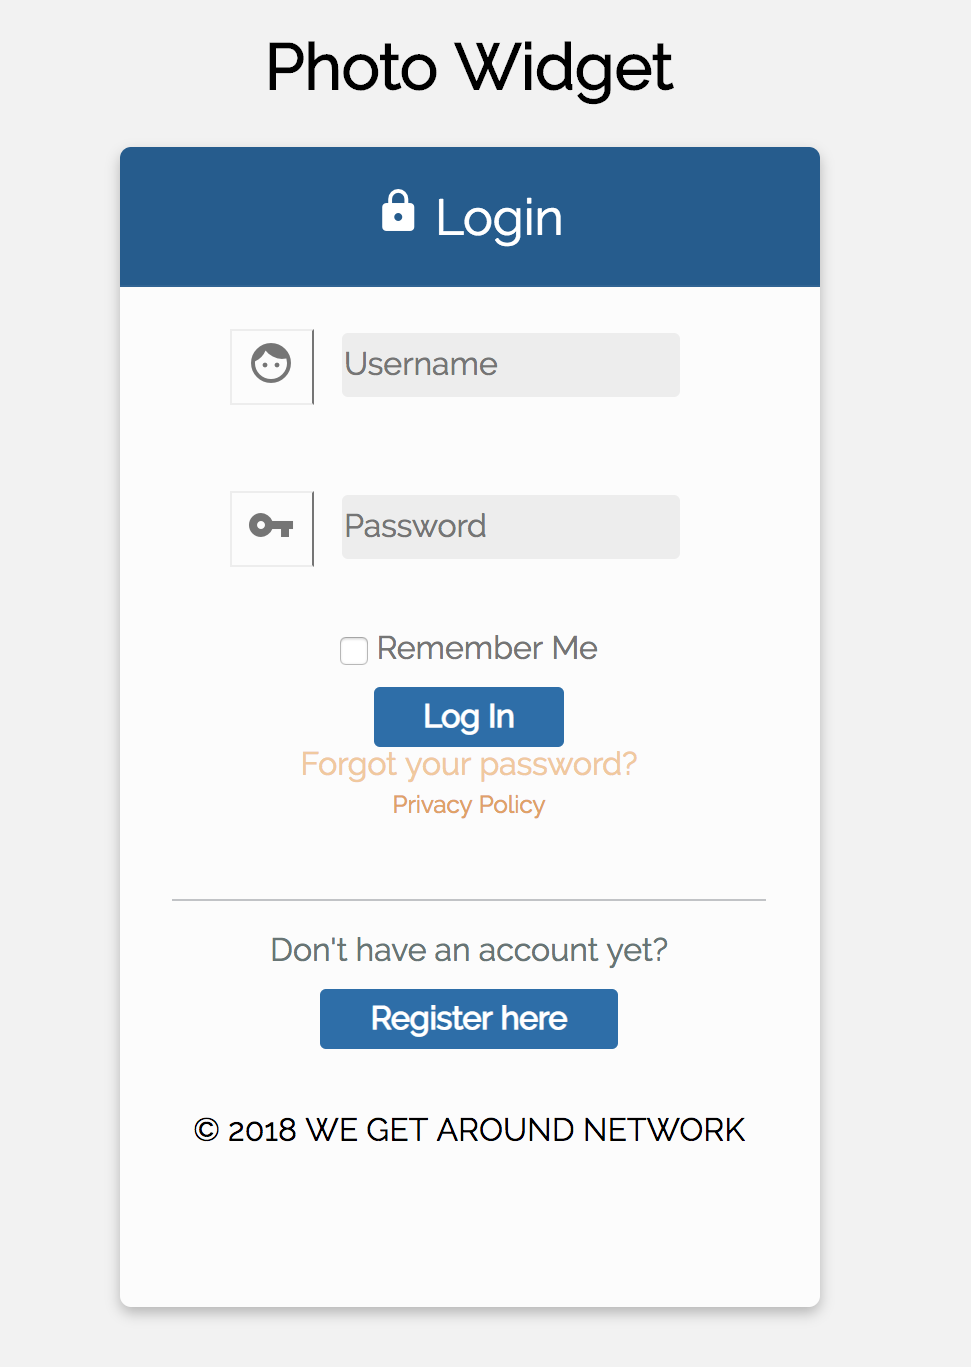 Photo Widget
Login
Username
Password
Remember Me
Log In
Forgot your password?
Privacy Policy
Don't have an account yet?
Register here
© 2018 WE GET AROUND NETWORK